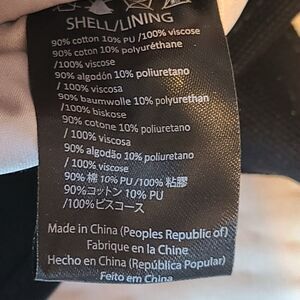 SHELL/LINING
90% cotton 10% PU /100% viscose
90% coton 10% polyuréthane
/100% viscose
90% algodón 10% poliuretano
/100% viscosa
90% baumwolle 10% polyurethan
/100% biskose
90% cotone 10% poliuretano
/100% viscosa
90% algodão 10% poliuretano
/100% viscose
90% 棉 10% PU /100% 粘膠
90%コットン 10% PU
/100%ビスコース
Made in China (Peoples Republic of)
Fabrique en la Chine
Hecho en China (República Popular)
Feito em China